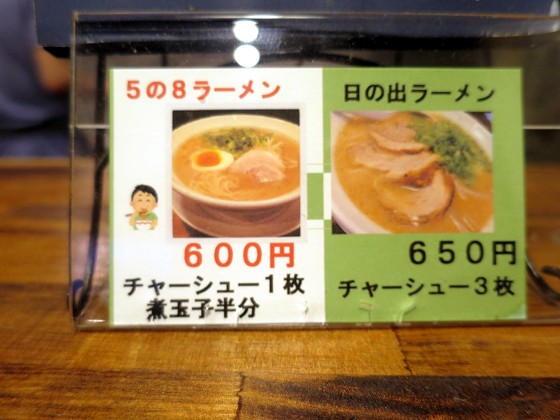 5の8ラーメン
600円
チャーシュー1枚
煮玉子半分
日の出ラーメン
650円
チャーシュー3枚